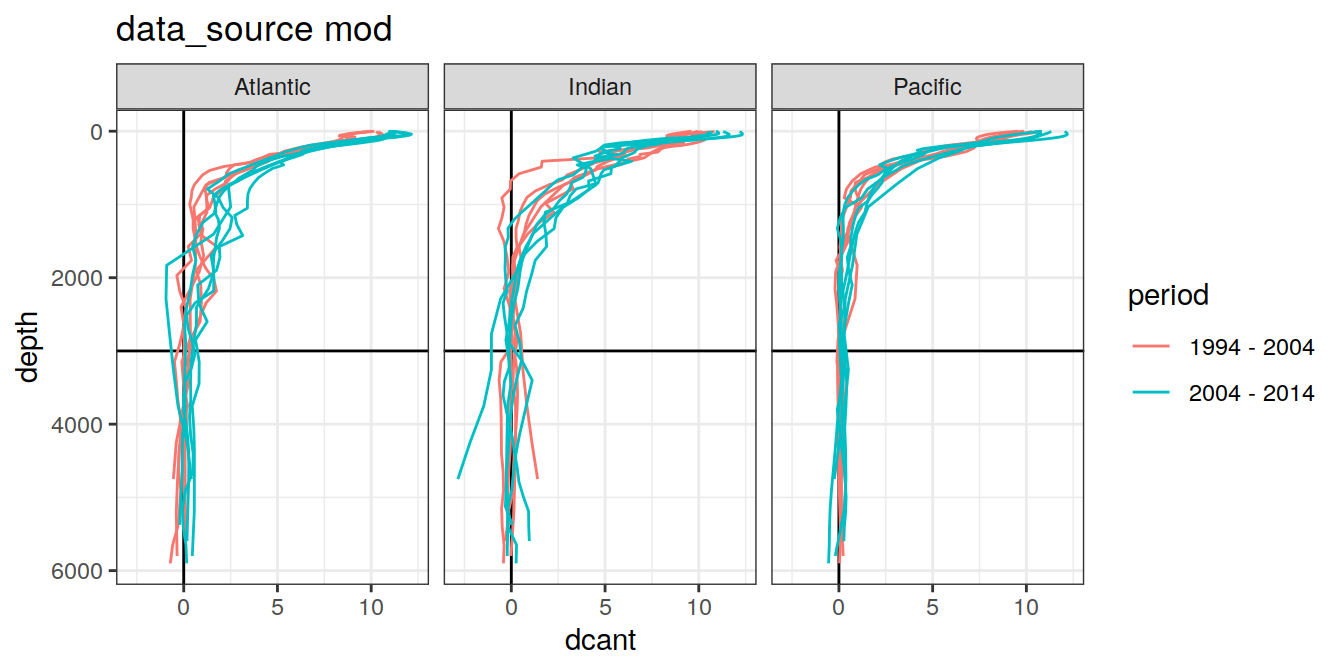 data_source mod
Atlantic Indian Pacific
0
2000
4000
6000
depth
0 5 10 0 5 10 0 5 10
dcant
period
1994 - 2004
2004 - 2014